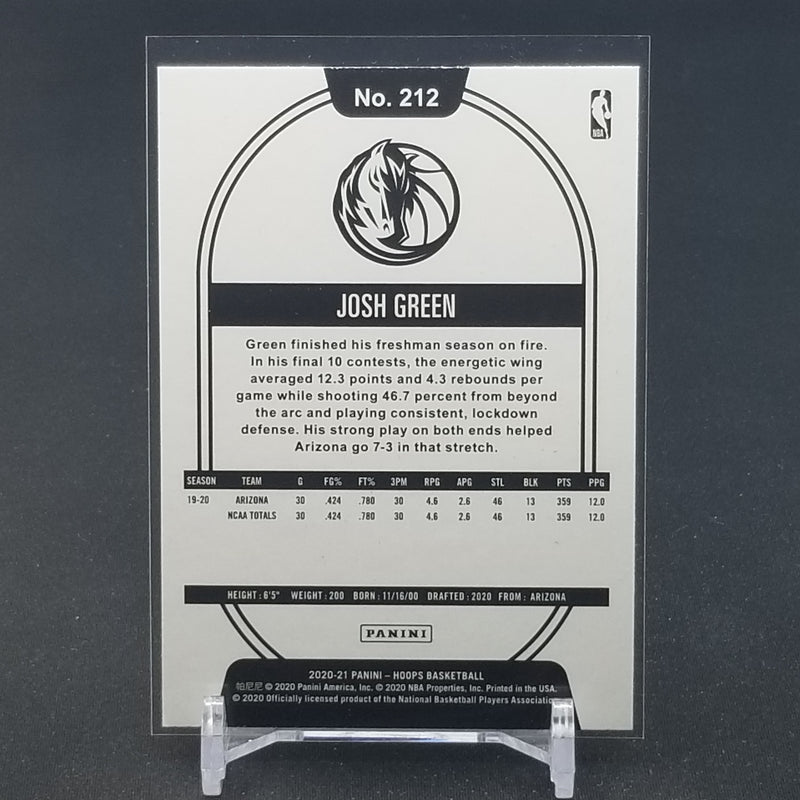 No. 212
NBA
JOSH GREEN
Green finished his freshman season on fire.
In his final 10 contests, the energetic wing
averaged 12.3 points and 4.3 rebounds per
game while shooting 46.7 percent from beyond
the arc and playing consistent, lockdown
defense. His strong play on both ends helped
Arizona go 7-3 in that stretch.
SEASON TEAM G FG% FT% 3PM RPG APG STL BLK PTS PPG
19-20 ARIZONA 30 .424 .780 30 4.6 2.6 46 13 359 12.0
NCAA TOTALS 30 .424 .780 30 4.6 2.6 46 13 359 12.0
HEIGHT: 6'5" WEIGHT: 200 BORN: 11/16/00 DRAFTED: 2020 FROM: ARIZONA
PANINI
2020-21 PANINI – HOOPS BASKETBALL
帕尼尼 © 2020 Panini America, Inc. © 2020 NBA Properties, Inc. Printed in the USA.
© 2020 Officially licensed product of the National Basketball Players